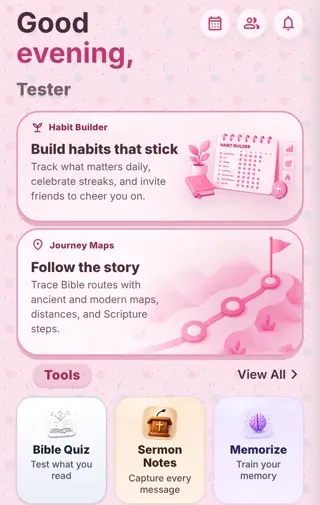 Good
evening,
Tester
Habit Builder
Build habits that stick
Track what matters daily,
celebrate streaks, and invite
friends to cheer you on.
HABIT BUILDER
Journey Maps
Follow the story
Trace Bible routes with
ancient and modern maps,
distances, and Scripture
steps.
Tools
View All
Bible Quiz
Test what you
read
Sermon
Notes
Capture every
message
Memorize
Train your
memory